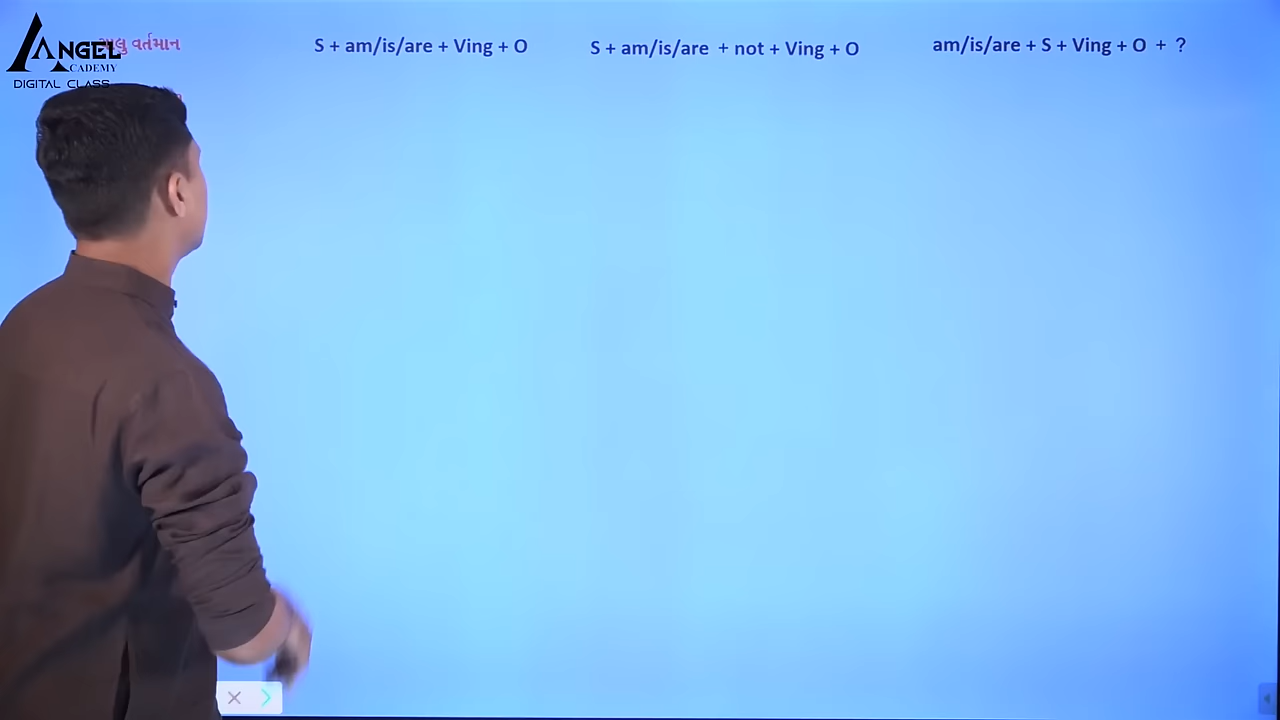 ANGEL
ACADEMY
DIGITAL CLASS
વર્તમાન
S + am/is/are + Ving + O
S + am/is/are + not + Ving + O
am/is/are + S + Ving + O + ?